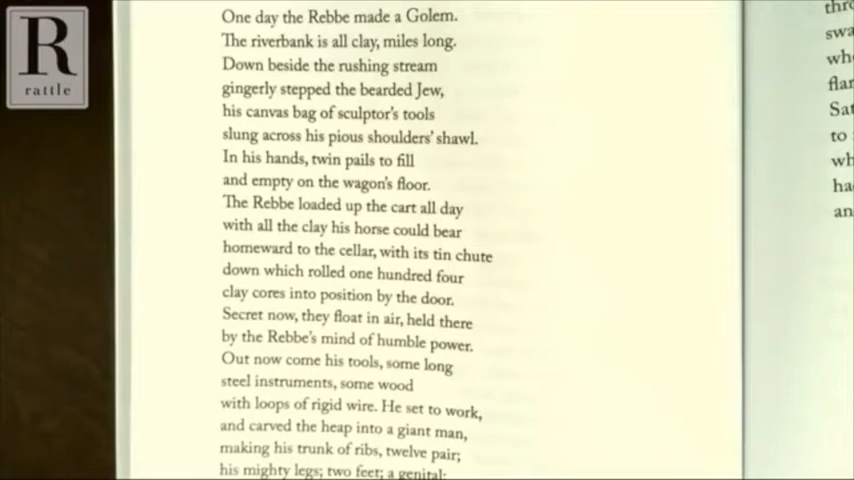 R
rattle
One day the Rebbe made a Golem.
The riverbank is all clay, miles long.
Down beside the rushing stream
gingerly stepped the bearded Jew,
his canvas bag of sculptor's tools
slung across his pious shoulders' shawl.
In his hands, twin pails to fill
and empty on the wagon's floor.
The Rebbe loaded up the cart all day
with all the clay his horse could bear
homeward to the cellar, with its tin chute
down which rolled one hundred four
clay cores into position by the door.
Secret now, they float in air, held there
by the Rebbe's mind of humble power.
Out now come his tools, some long
steel instruments, some wood
with loops of rigid wire. He set to work,
and carved the heap into a giant man,
making his trunk of ribs, twelve pair;
his mighty legs; two feet; a genital;
to
an